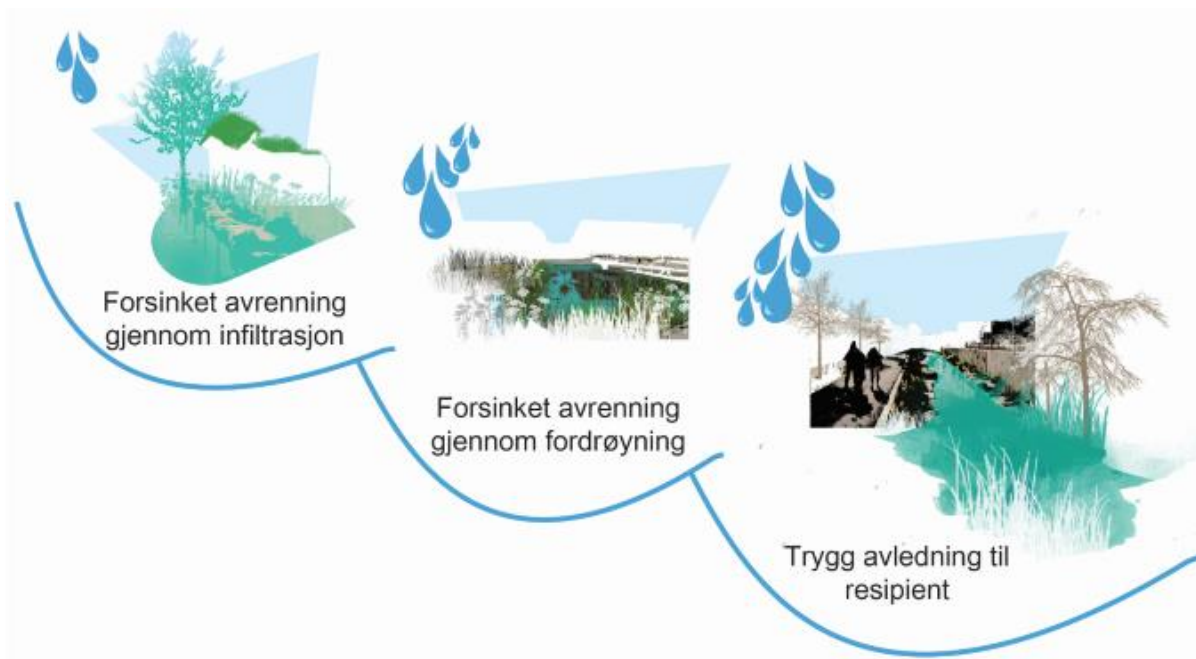 Forsinket avrenning
gjennom infiltrasjon
Forsinket avrenning
gjennom fordrøyning
Trygg avledning til
resipient